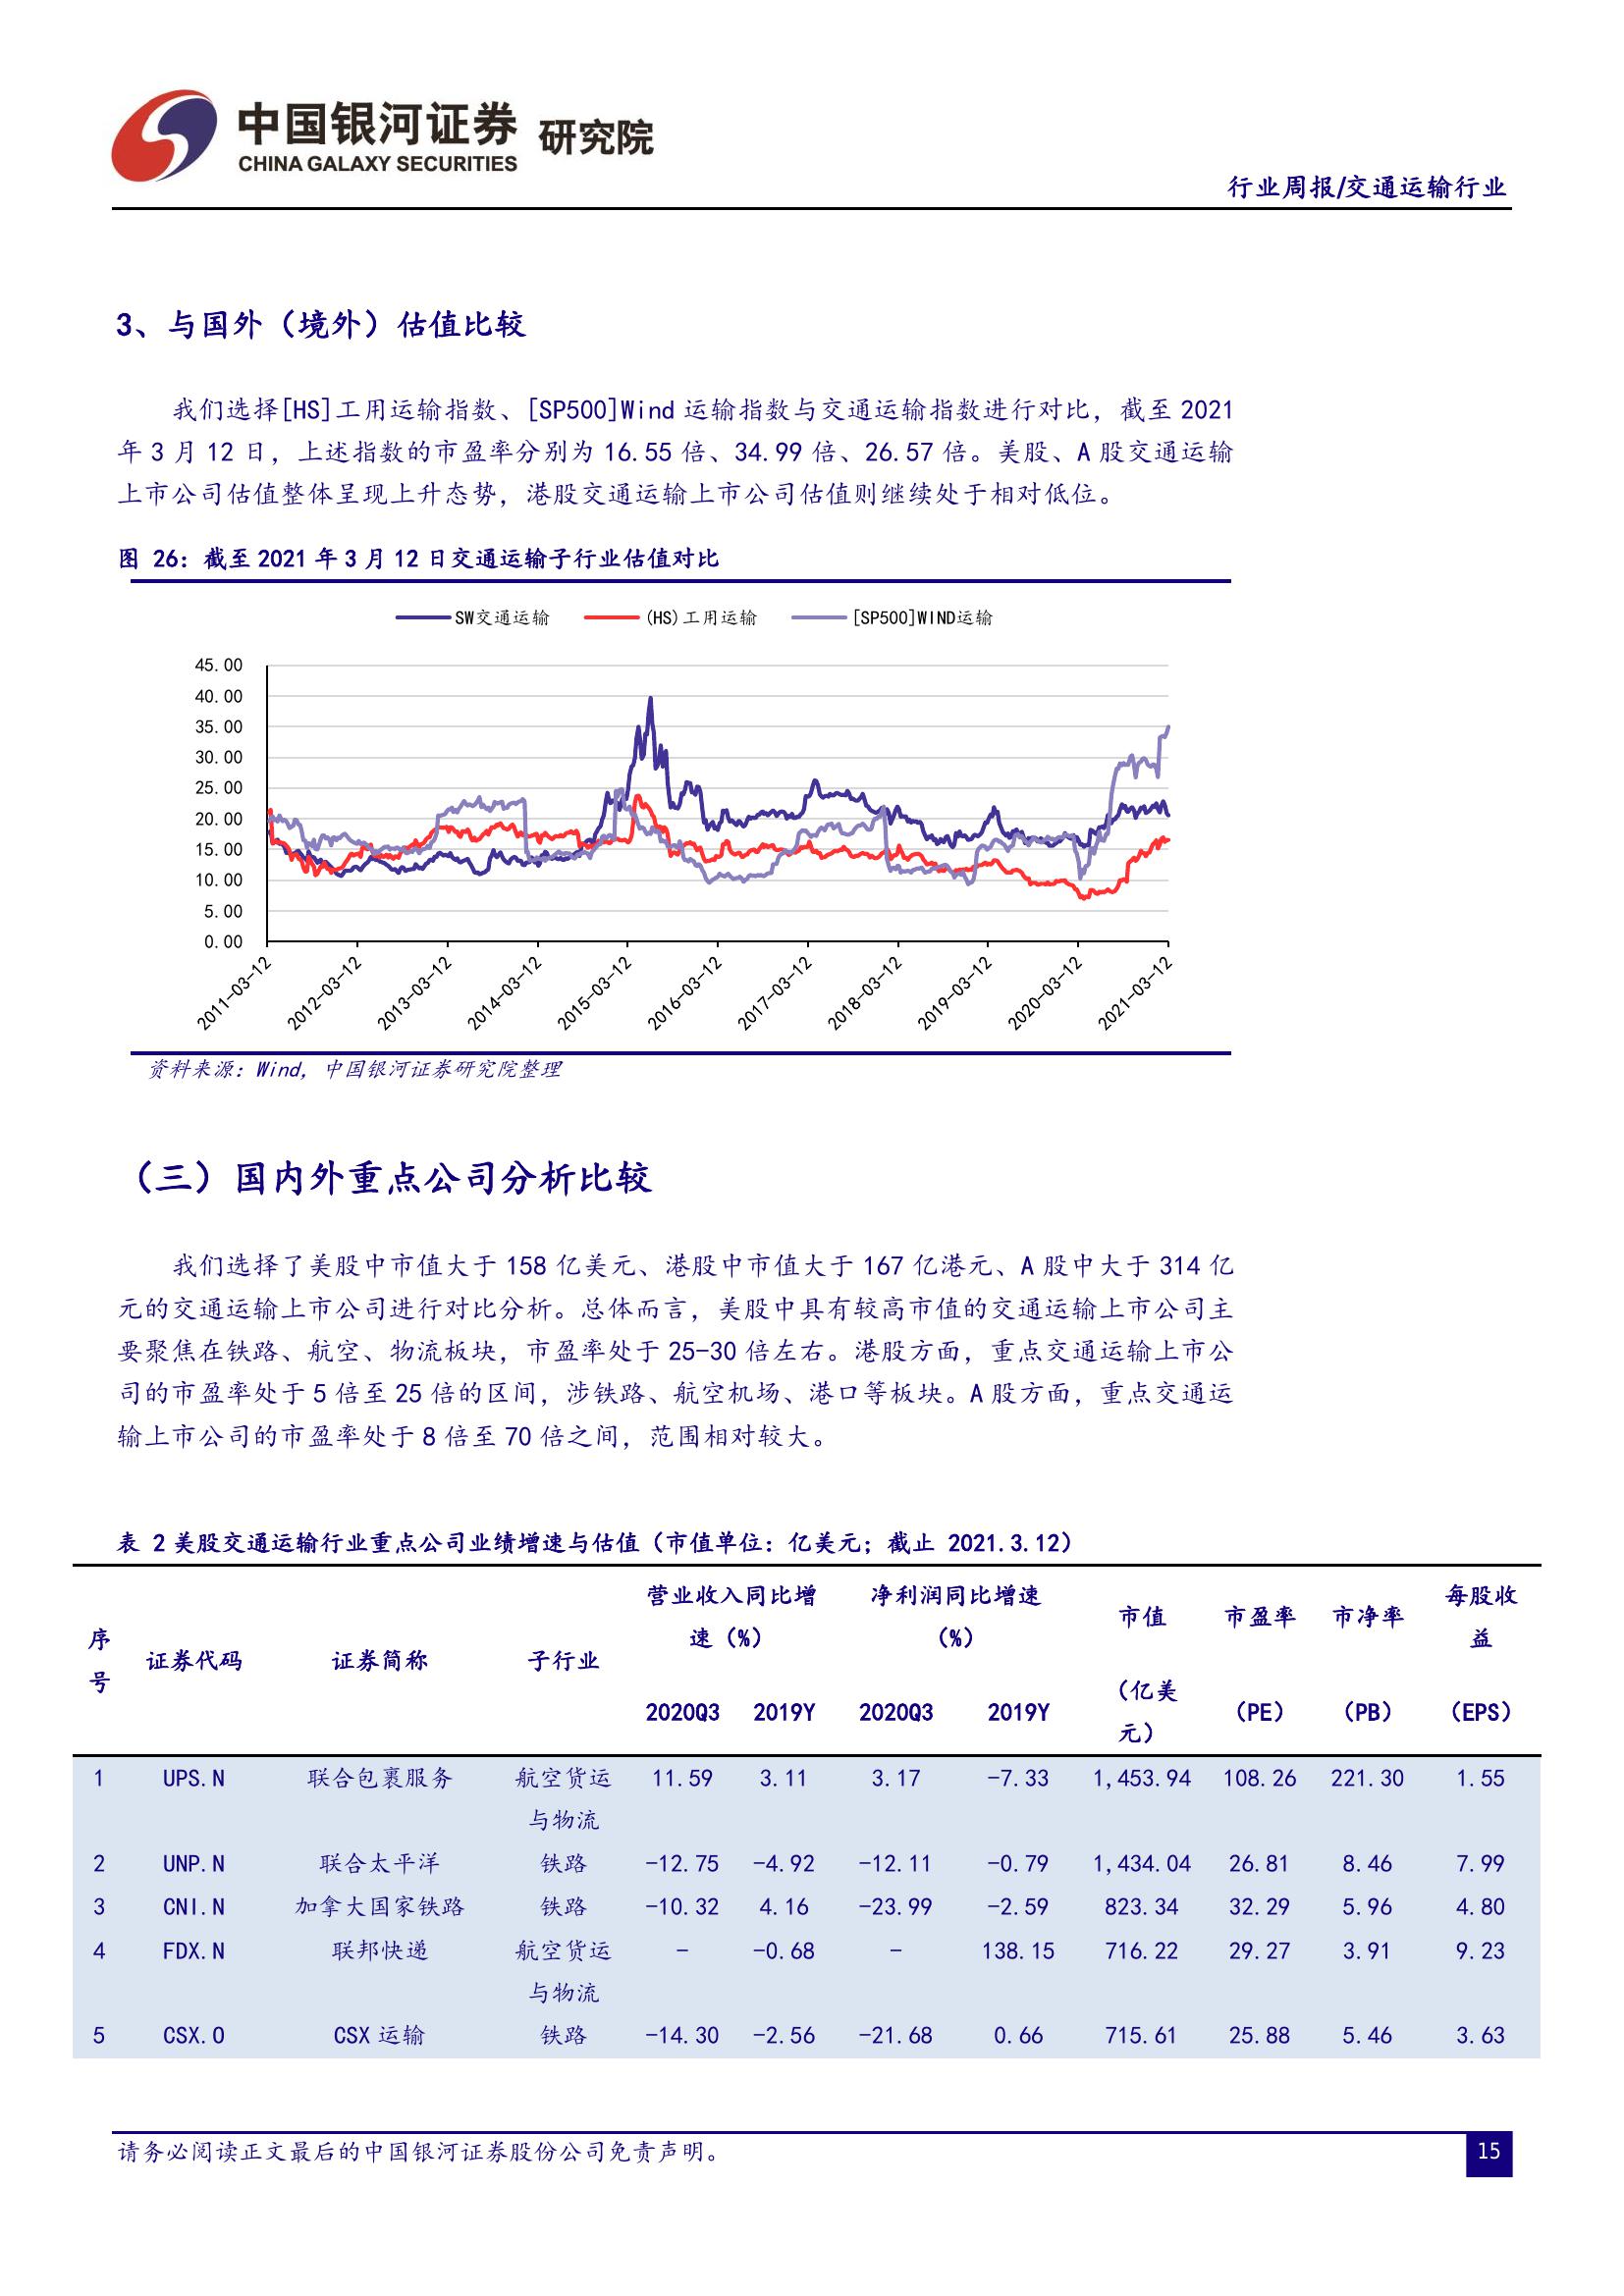 中国银河证券 研究院
CHINA GALAXY SECURITIES
行业周报/交通运输行业
3、与国外（境外）估值比较
我们选择[HS]工用运输指数、[SP500]Wind 运输指数与交通运输指数进行对比，截至 2021
年 3 月 12 日，上述指数的市盈率分别为 16.55 倍、34.99 倍、26.57 倍。美股、A 股交通运输
上市公司估值整体呈现上升态势，港股交通运输上市公司估值则继续处于相对低位。
图 26：截至 2021 年 3 月 12 日交通运输子行业估值对比
SW交通运输 (HS)工用运输 [SP500]WIND运输
45.00
40.00
35.00
30.00
25.00
20.00
15.00
10.00
5.00
0.00
2011-03-12 2012-03-12 2013-03-12 2014-03-12 2015-03-12 2016-03-12 2017-03-12 2018-03-12 2019-03-12 2020-03-12 2021-03-12
资料来源：Wind，中国银河证券研究院整理
（三）国内外重点公司分析比较
我们选择了美股中市值大于 158 亿美元、港股中市值大于 167 亿港元、A 股中大于 314 亿
元的交通运输上市公司进行对比分析。总体而言，美股中具有较高市值的交通运输上市公司主
要聚焦在铁路、航空、物流板块，市盈率处于 25-30 倍左右。港股方面，重点交通运输上市公
司的市盈率处于 5 倍至 25 倍的区间，涉铁路、航空机场、港口等板块。A 股方面，重点交通运
输上市公司的市盈率处于 8 倍至 70 倍之间，范围相对较大。
表 2 美股交通运输行业重点公司业绩增速与估值（市值单位：亿美元；截止 2021.3.12）
序号 证券代码 证券简称 子行业 营业收入同比增速（%） 净利润同比增速（%） 市值 市盈率 市净率 每股收益
2020Q3 2019Y 2020Q3 2019Y （亿美元） （PE） （PB） （EPS）
1 UPS.N 联合包裹服务 航空货运与物流 11.59 3.11 3.17 -7.33 1,453.94 108.26 221.30 1.55
2 UNP.N 联合太平洋 铁路 -12.75 -4.92 -12.11 -0.79 1,434.04 26.81 8.46 7.99
3 CNI.N 加拿大国家铁路 铁路 -10.32 4.16 -23.99 -2.59 823.34 32.29 5.96 4.80
4 FDX.N 联邦快递 航空货运与物流 - -0.68 - 138.15 716.22 29.27 3.91 9.23
5 CSX.O CSX 运输 铁路 -14.30 -2.56 -21.68 0.66 715.61 25.88 5.46 3.63
请务必阅读正文最后的中国银河证券股份公司免责声明。
15